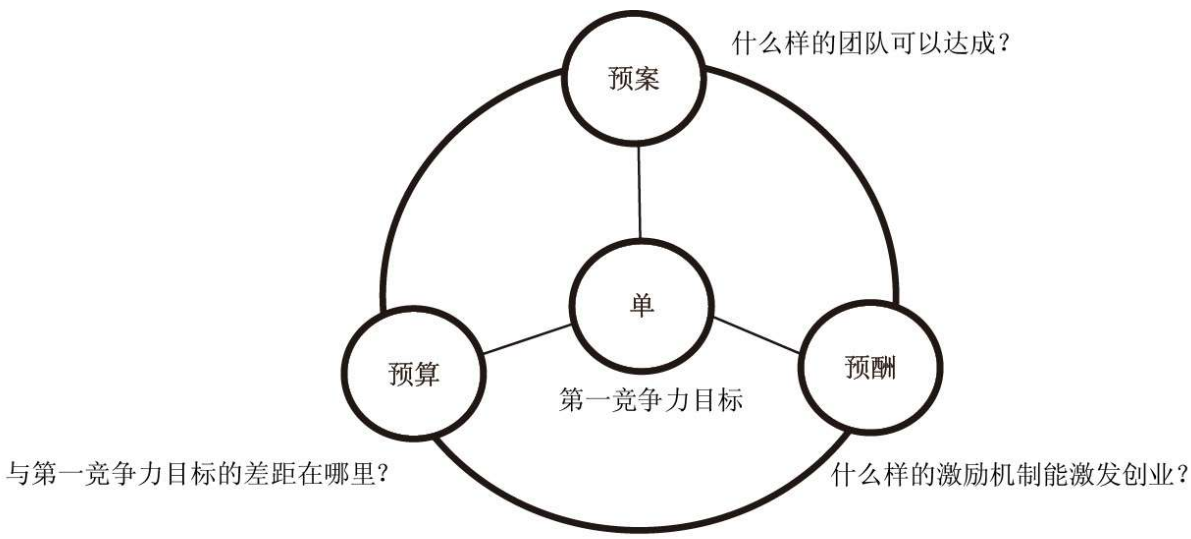 什么样的团队可以达成？
预案
单
预算
预酬
第一竞争力目标
与第一竞争力目标的差距在哪里？
什么样的激励机制能激发创业？